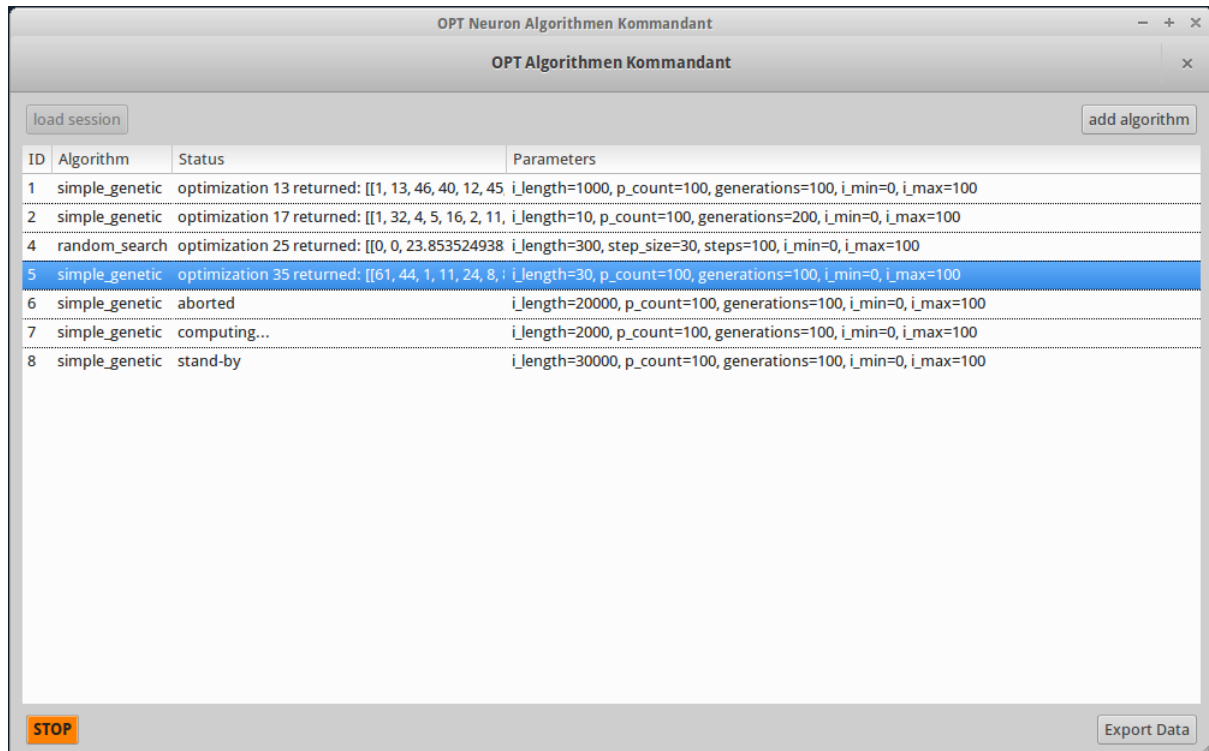 OPT Neuron Algorithmen Kommandant
OPT Algorithmen Kommandant
load session add algorithm
ID Algorithm Status Parameters
1 simple_genetic optimization 13 returned: [[1, 13, 46, 40, 12, 45, i_length=1000, p_count=100, generations=100, i_min=0, i_max=100
2 simple_genetic optimization 17 returned: [[1, 32, 4, 5, 16, 2, 11, i_length=10, p_count=100, generations=200, i_min=0, i_max=100
4 random_search optimization 25 returned: [[0, 0, 23.853524938 i_length=300, step_size=30, steps=100, i_min=0, i_max=100
5 simple_genetic optimization 35 returned: [[61, 44, 1, 11, 24, 8, i_length=30, p_count=100, generations=100, i_min=0, i_max=100
6 simple_genetic aborted i_length=20000, p_count=100, generations=100, i_min=0, i_max=100
7 simple_genetic computing... i_length=2000, p_count=100, generations=100, i_min=0, i_max=100
8 simple_genetic stand-by i_length=30000, p_count=100, generations=100, i_min=0, i_max=100
STOP Export Data